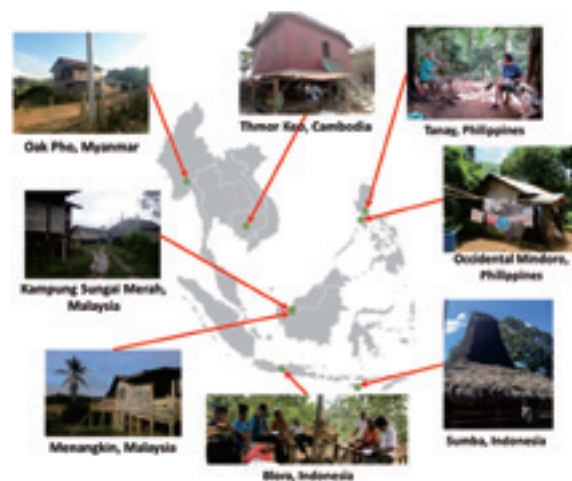 Oak Pho, Myanmar
Thmor Keo, Cambodia
Tanay, Philippines
Occidental Mindoro,
Philippines
Kampung Sungai Merah,
Malaysia
Menangkin, Malaysia
Blora, Indonesia
Sumba, Indonesia